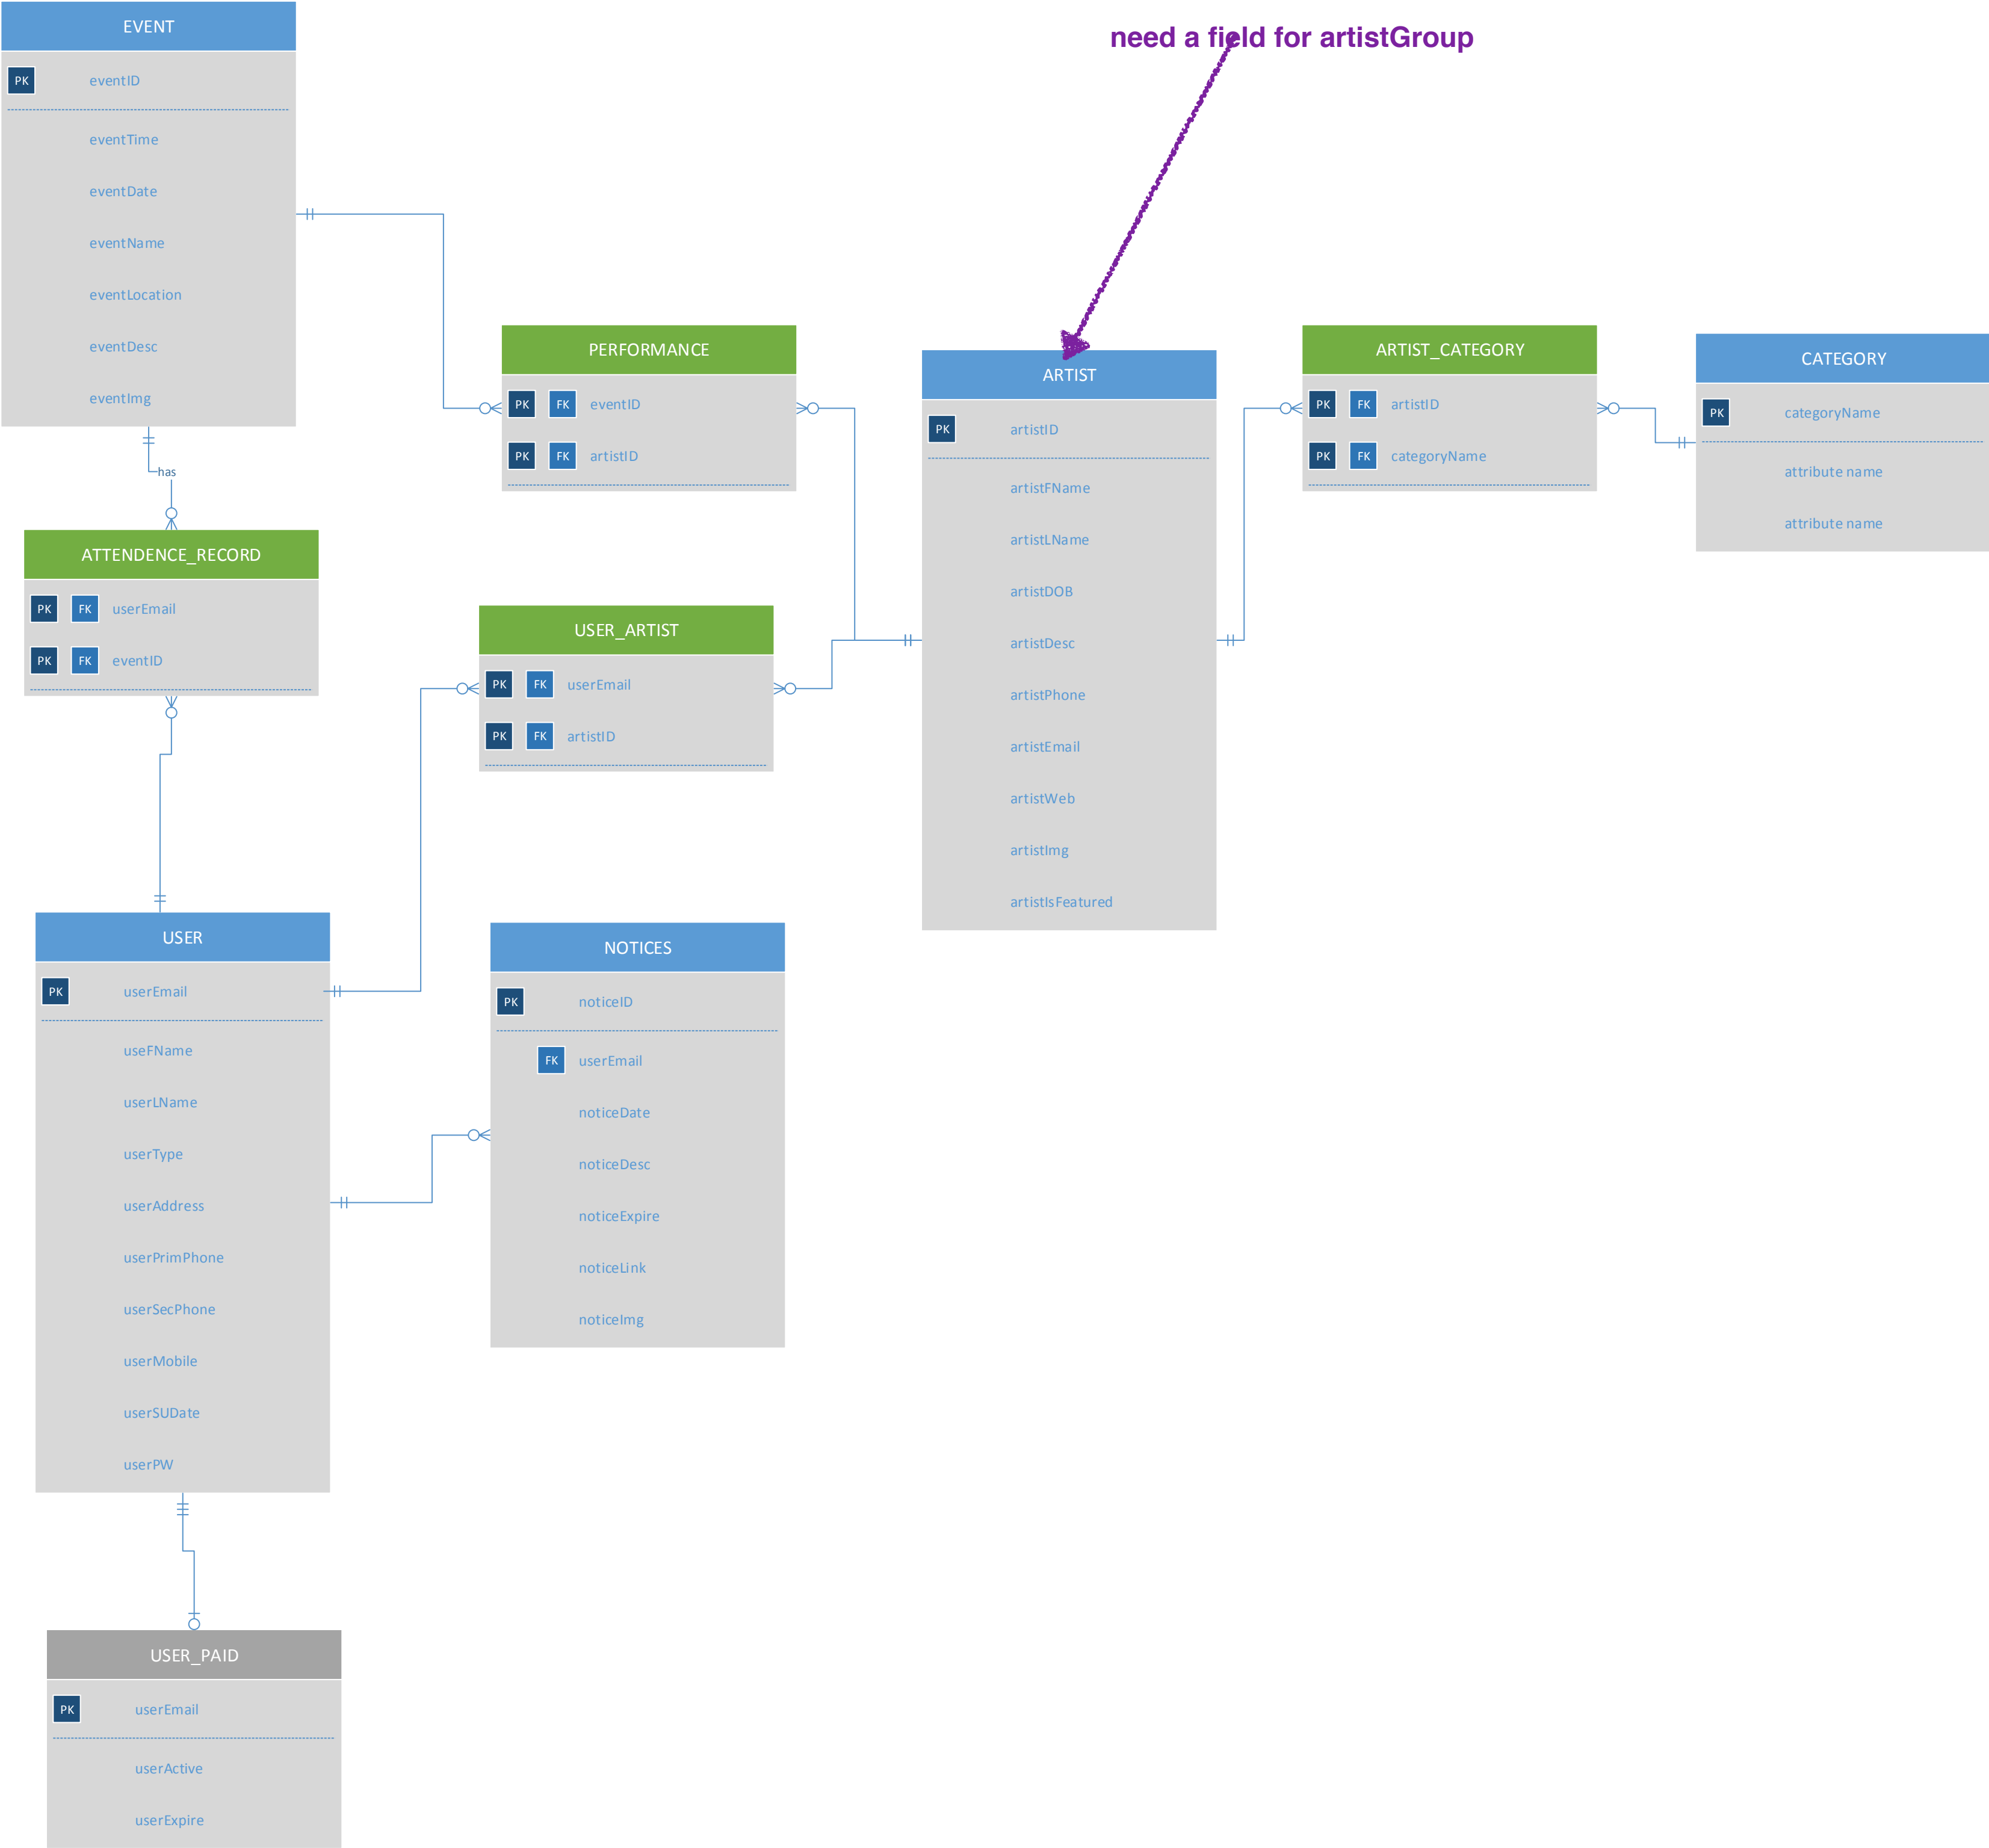 need a field for artistGroup
EVENT
PK eventID
eventTime
eventDate
eventName
eventLocation
eventDesc
eventImg
has
PERFORMANCE
PK FK eventID
PK FK artistID
ARTIST
PK artistID
artistFName
artistLName
artistDOB
artistDesc
artistPhone
artistEmail
artistWeb
artistImg
artistIsFeatured
ARTIST_CATEGORY
PK FK artistID
PK FK categoryName
CATEGORY
PK categoryName
attribute name
attribute name
ATTENDENCE_RECORD
PK FK userEmail
PK FK eventID
USER_ARTIST
PK FK userEmail
PK FK artistID
USER
PK userEmail
useFName
userLName
userType
userAddress
userPrimPhone
userSecPhone
userMobile
userSUDate
userPW
NOTICES
PK noticeID
FK userEmail
noticeDate
noticeDesc
noticeExpire
noticeLink
noticeImg
USER_PAID
PK userEmail
userActive
userExpire